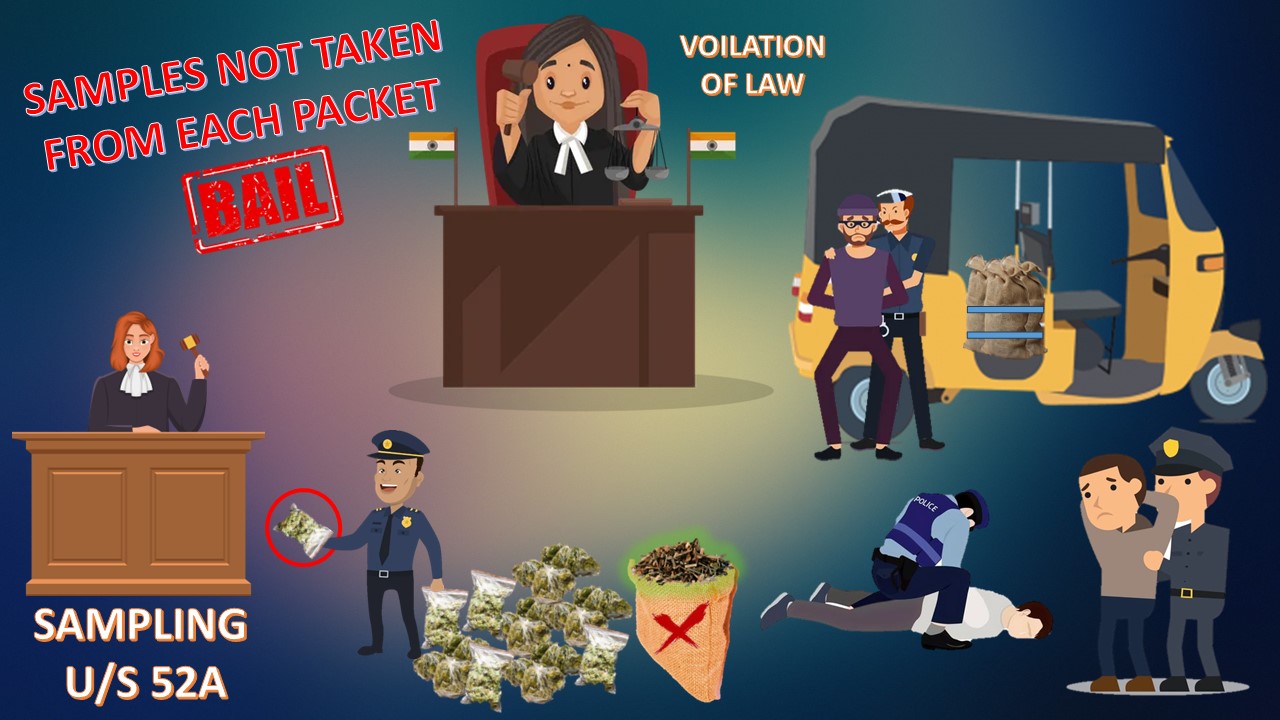 SAMPLES NOT TAKEN
FROM EACH PACKET
BAIL
VOILATION
OF LAW
SAMPLING
U/S 52A
POLICE